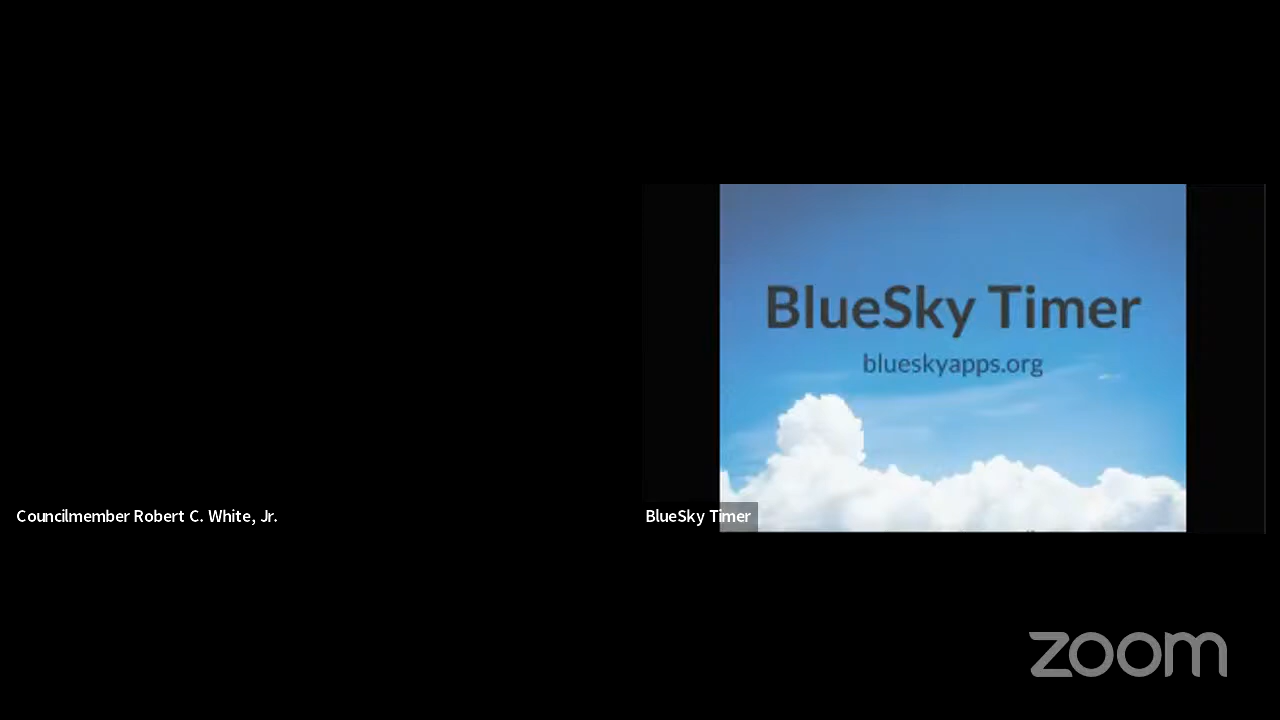 BlueSky Timer
blueskyapps.org
Councilmember Robert C. White, Jr.
BlueSky Timer
zoom